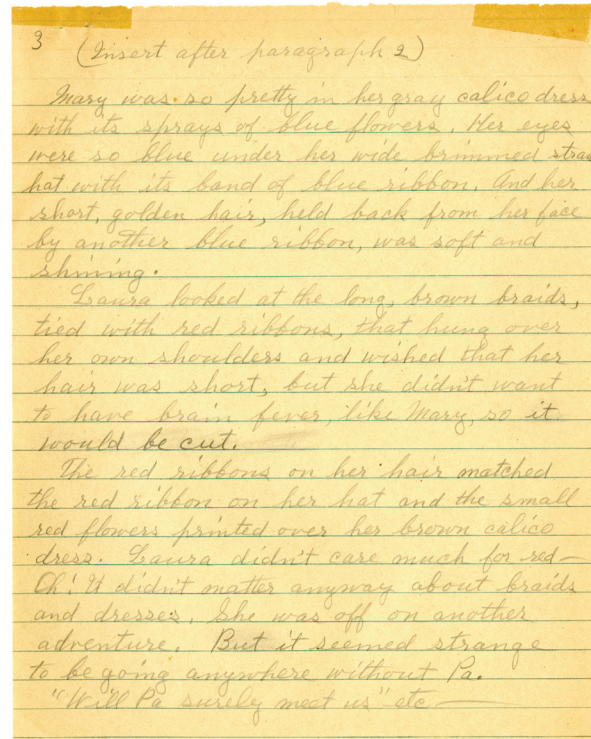 3 (Insert after paragraph 2)
Mary was so pretty in her gray calico dress
with its sprays of blue flowers. Her eyes
were so blue under her wide brimmed straw
hat with its band of blue ribbon. And her
short, golden hair, held back from her face
by another blue ribbon, was soft and
shining.
Laura looked at the long, brown braids,
tied with red ribbons, that hung over
her own shoulders and wished that her
hair was short, but she didn't want
to have brain fever, like Mary, so it
would be cut.
The red ribbons on her hair matched
the red ribbon on her hat and the small
red flowers printed over her brown calico
dress. Laura didn't care much for red—
Oh! It didn't matter anyway about braids
and dresses. She was off on another
adventure. But it seemed strange
to be going anywhere without Pa.
"Will Pa surely meet us" etc —